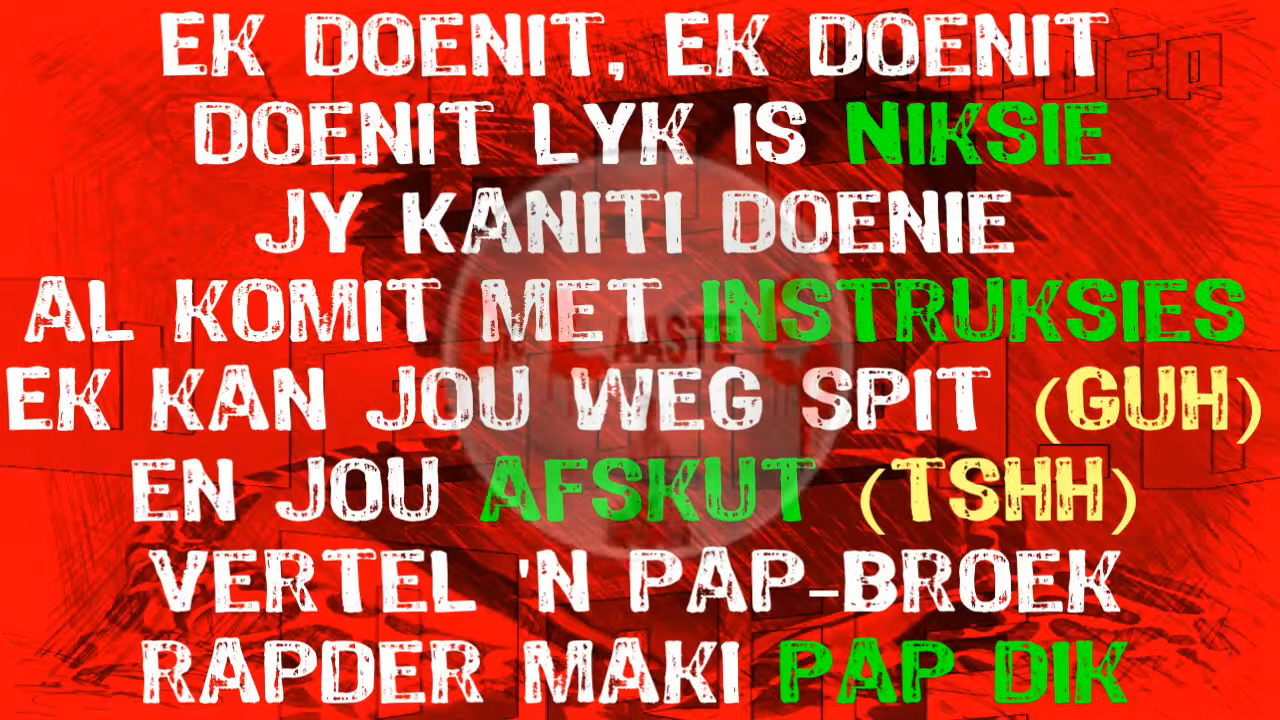 EK DOENIT, EK DOENIT
DOENIT LYK IS NIKSIE
JY KANITI DOENIE
AL KOMIT MET INSTRUKSIES
EK KAN JOU WEG SPIT (GUH)
EN JOU AFSKUT (TSHH)
VERTEL 'N PAP-BROEK
RAPDER MAKI PAP DIK